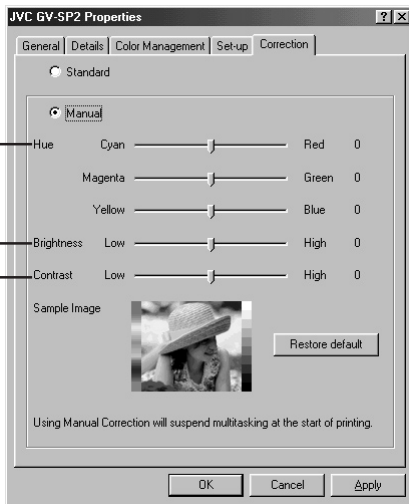 JVC GV-SP2 Properties
General Details Color Management Set-up Correction
Standard
Manual
Hue Cyan Red 0
Magenta Green 0
Yellow Blue 0
Brightness Low High 0
Contrast Low High 0
Sample Image
Restore default
Using Manual Correction will suspend multitasking at the start of printing.
OK Cancel Apply